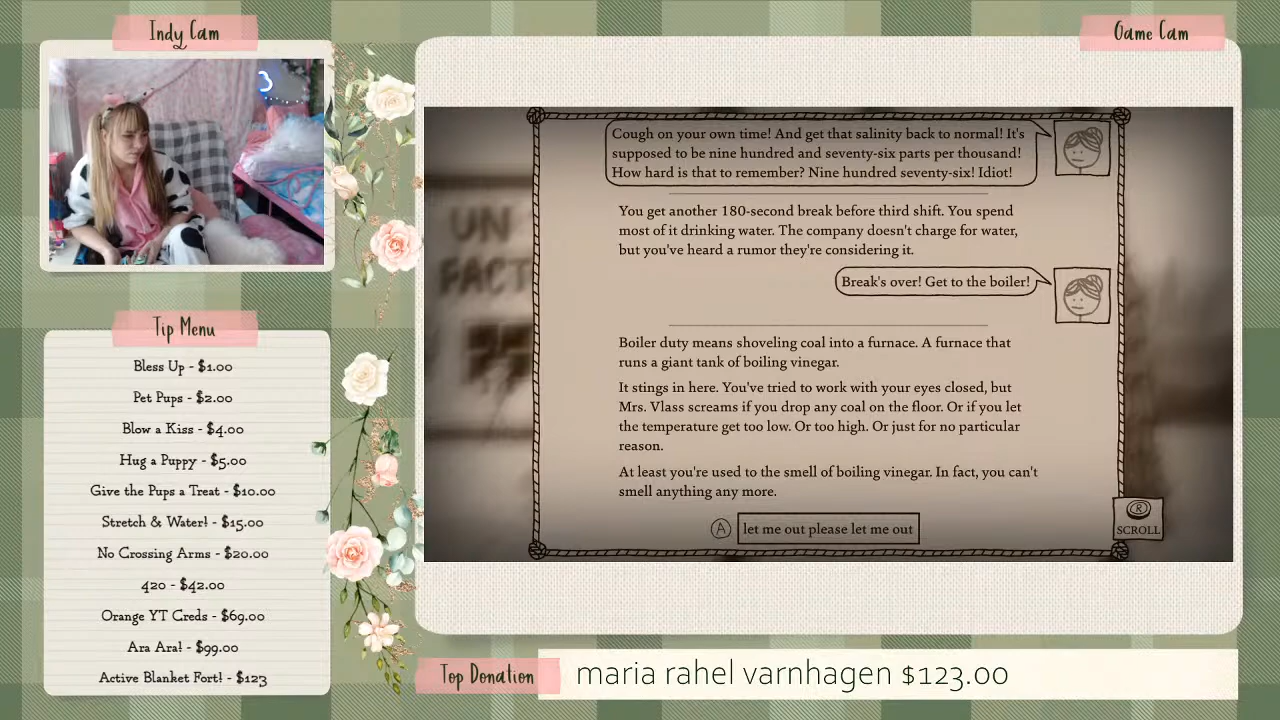 Indy Cam
Game Cam
3
Cough on your own time! And get that salinity back to normal! It's
supposed to be nine hundred and seventy-six parts per thousand!
How hard is that to remember? Nine hundred seventy-six! Idiot!
You get another 180-second break before third shift. You spend
most of it drinking water. The company doesn't charge for water,
but you've heard a rumor they're considering it.
Break's over! Get to the boiler!
Boiler duty means shoveling coal into a furnace. A furnace that
runs a giant tank of boiling vinegar.
It stings in here. You've tried to work with your eyes closed, but
Mrs. Vlass screams if you drop any coal on the floor. Or if you let
the temperature get too low. Or too high. Or just for no particular
reason.
At least you're used to the smell of boiling vinegar. In fact, you can't
smell anything any more.
A let me out please let me out
R
SCROLL
UN
FACT
Tip Menu
Bless Up - $1.00
Pet Pups - $2.00
Blow a Kiss - $4.00
Hug a Puppy - $5.00
Give the Pups a Treat - $10.00
Stretch & Water! - $15.00
No Crossing Arms - $20.00
420 - $42.00
Orange YT Creds - $69.00
Ara Ara! - $99.00
Active Blanket Fort! - $123
Top Donation
maria rahel varnhagen $123.00